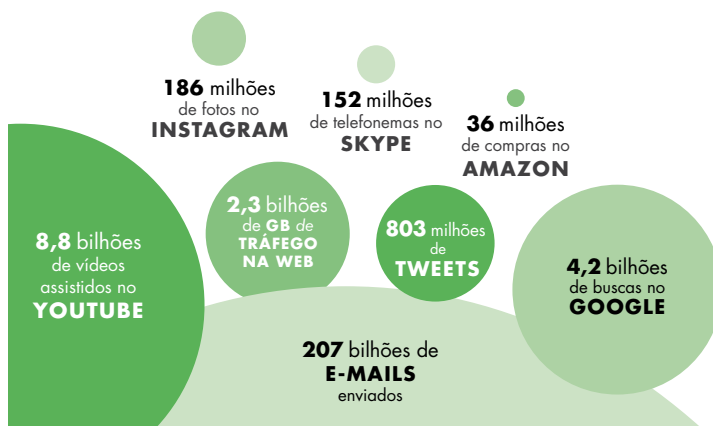 186 milhões
de fotos no
INSTAGRAM
152 milhões
de telefonemas no
SKYPE
36 milhões
de compras no
AMAZON
8,8 bilhões
de vídeos
assistidos no
YOUTUBE
2,3 bilhões
de GB de
TRÁFEGO
NA WEB
803 milhões
de
TWEETS
4,2 bilhões
de buscas no
GOOGLE
207 bilhões de
E-MAILS
enviados